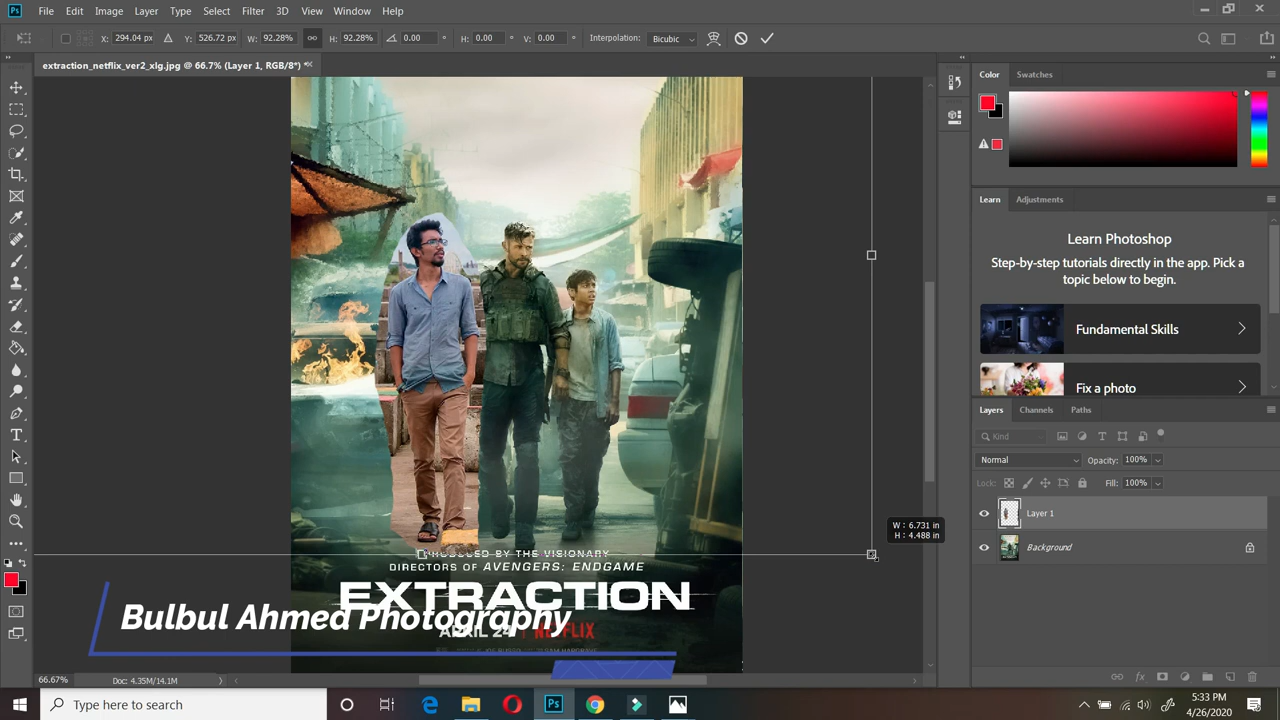 Ps File Edit Image Layer Type Select Filter 3D View Window Help
X: 294.04 px Y: 526.72 px W: 92.28% H: 92.28% 0.00 ° H: 0.00 V: 0.00 ° Interpolation: Bicubic
extraction_netflix_ver2_xlg.jpg @ 66.7% (Layer 1, RGB/8*) *
Color Swatches
Learn Adjustments
Learn Photoshop
Step-by-step tutorials directly in the app. Pick a
topic below to begin.
Fundamental Skills
Fix a photo
Layers Channels Paths
Kind
Normal Opacity: 100%
Lock: Fill: 100%
Layer 1
Background
W : 6.731 in
H : 4.488 in
PRODUCED BY THE VISIONARY
DIRECTORS OF AVENGERS: ENDGAME
EXTRACTION
Bulbul Ahmed Photography
APRIL 24 | NETFLIX
66.67% Doc: 4.35M/14.1M
Type here to search
Ps
5:33 PM
4/26/2020